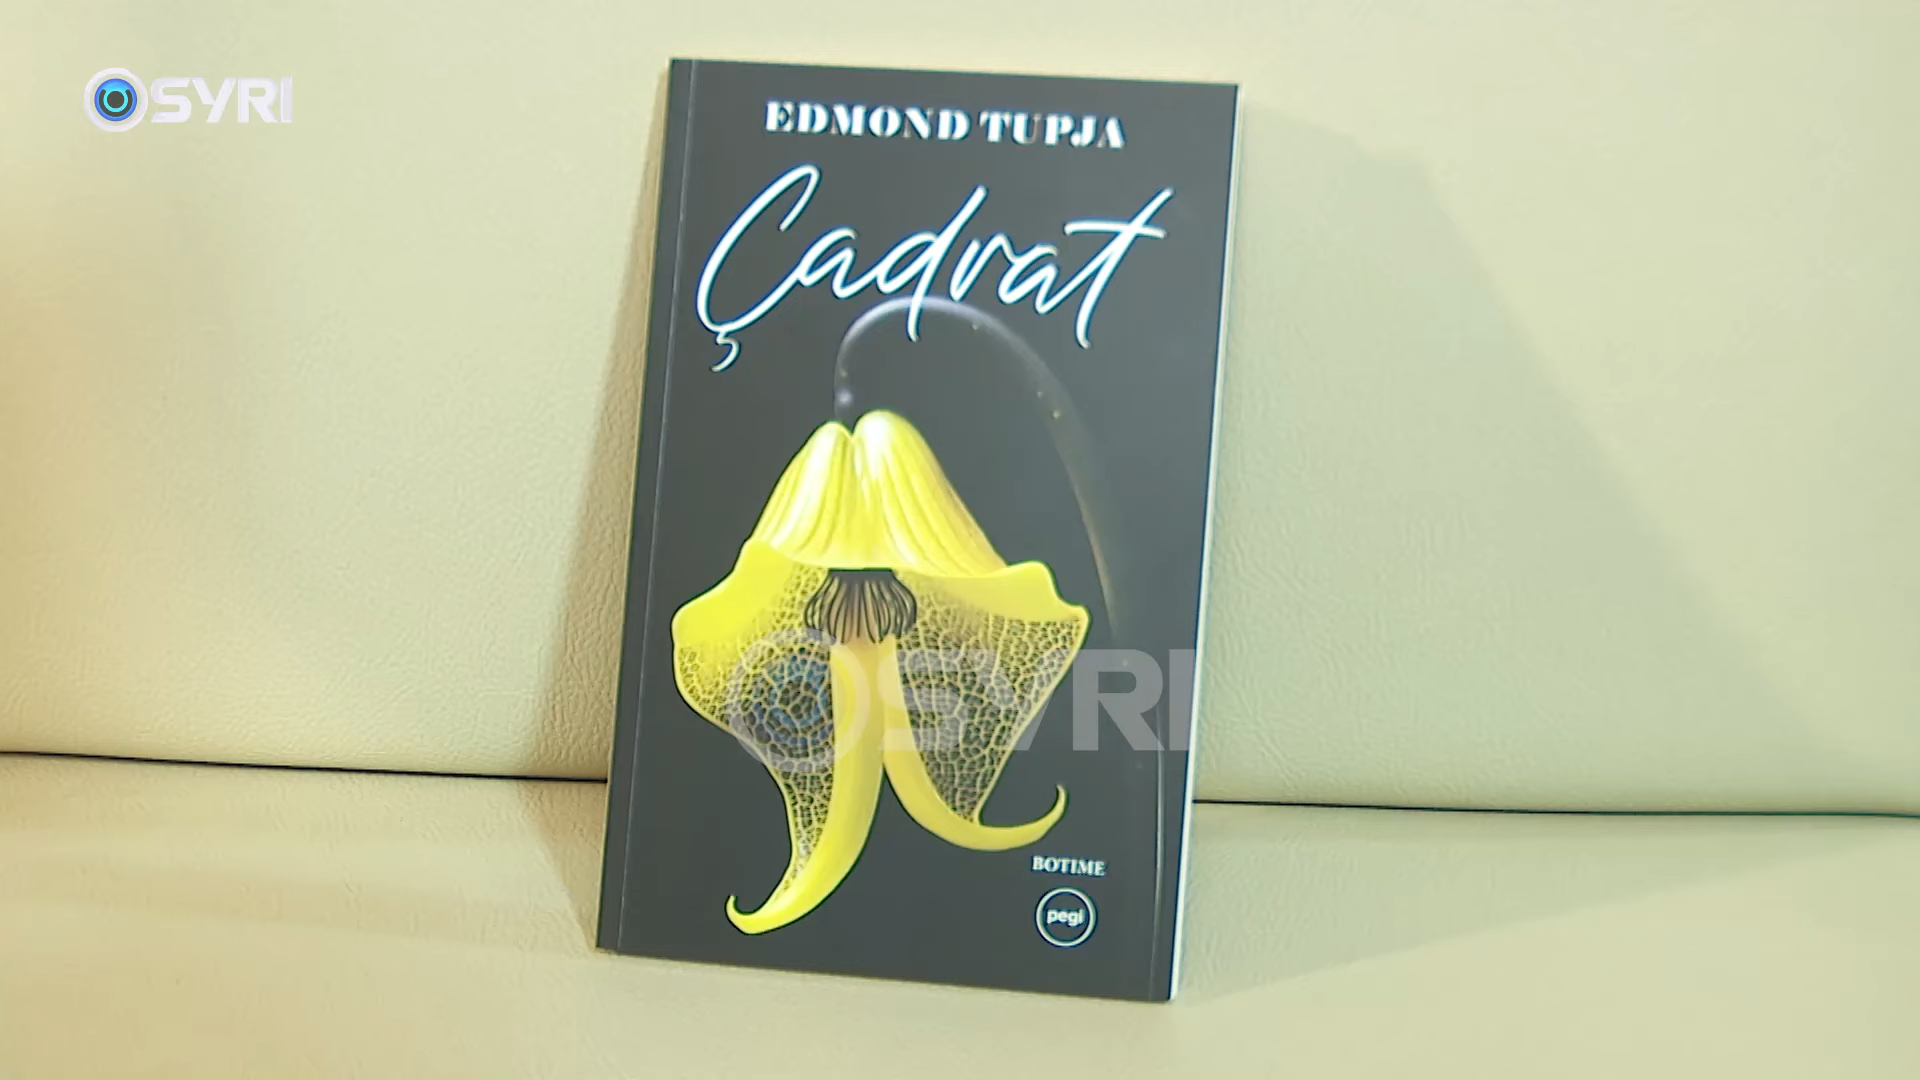 SYRI
EDMOND TUPJA
Çadrat
SYRI
BOTIME
pegi